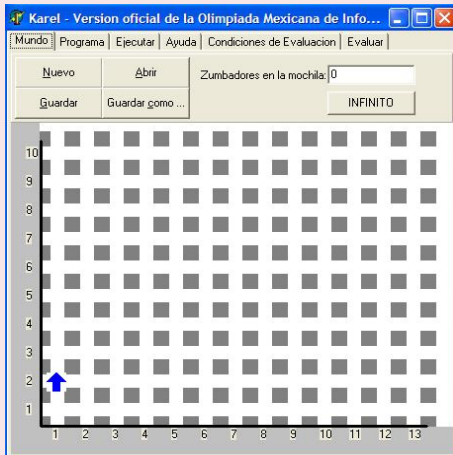 Karel - Version oficial de la Olimpiada Mexicana de Info...
Mundo Programa Ejecutar Ayuda Condiciones de Evaluacion Evaluar
Nuevo Abrir Zumbadores en la mochila: 0
Guardar Guardar como ... INFINITO
10
9
8
7
6
5
4
3
2
1
1 2 3 4 5 6 7 8 9 10 11 12 13